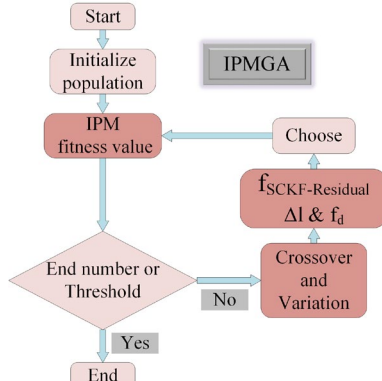 Start
Initialize
population
IPMGA
IPM
fitness value
Choose
fSCKF-Residual
Δl & fd
End number or
Threshold
No
Crossover
and
Variation
Yes
End